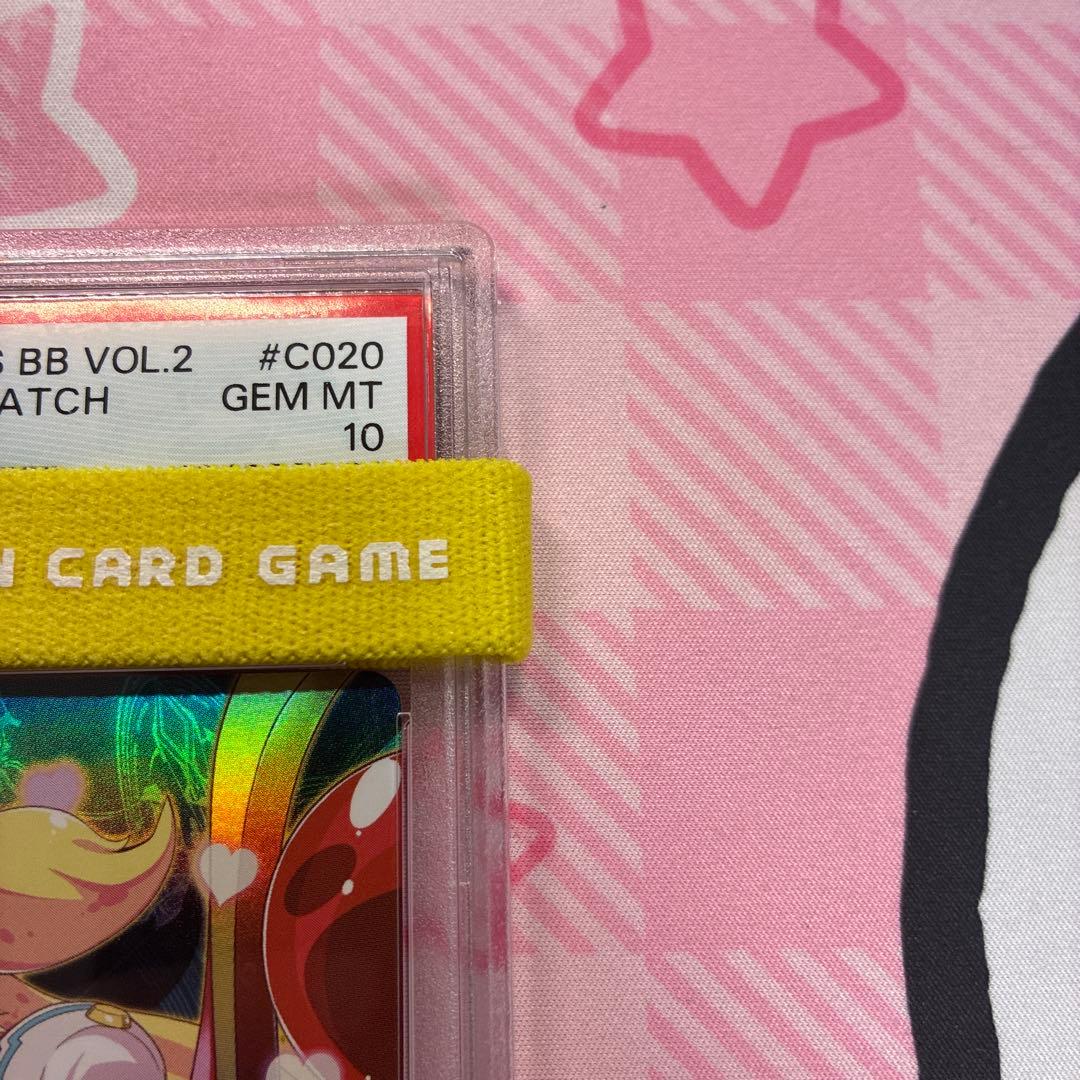 S BB VOL.2 #C020
ATCH GEM MT
10
N CARD GAME